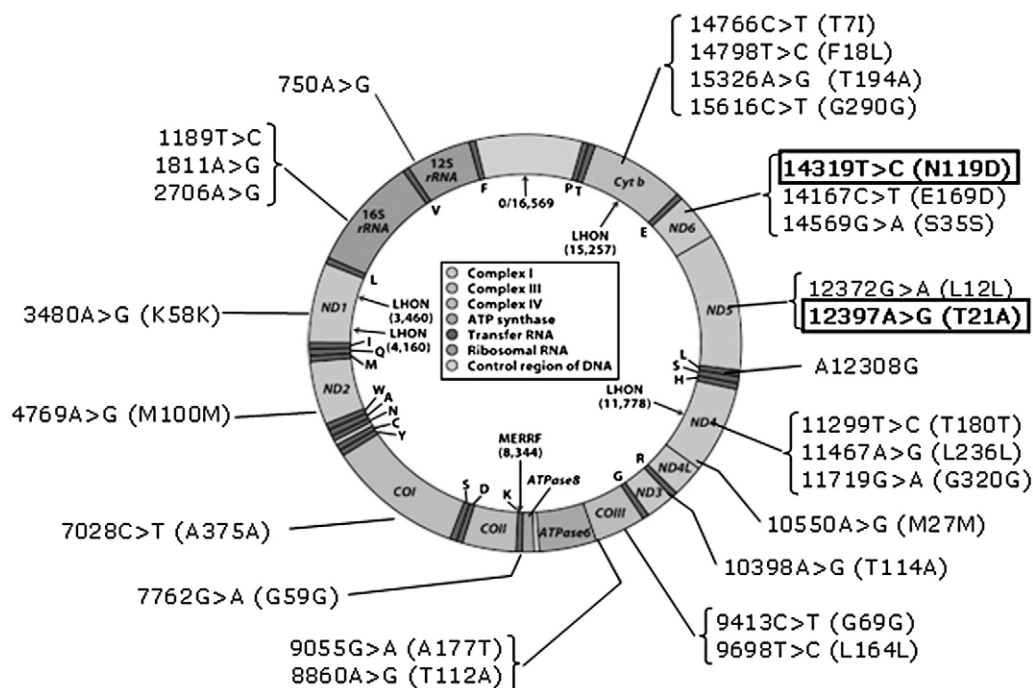 14766C>T (T7I)
14798T>C (F18L)
15326A>G (T194A)
15616C>T (G290G)
750A>G
1189T>C
1811A>G
2706A>G
14319T>C (N119D)
14167C>T (E169D)
14569G>A (S35S)
12S
rRNA
F
0/16,569
P T
Cyt b
V
E
ND6
16S
rRNA
LHON
(15,257)
L
Complex I
Complex III
Complex IV
ATP synthase
Transfer RNA
Ribosomal RNA
Control region of DNA
3480A>G (K58K)
ND1
LHON
(3,460)
LHON
(4,160)
ND5
12372G>A (L12L)
12397A>G (T21A)
I
Q
M
L
S
H
A12308G
ND2
4769A>G (M100M)
W
A
N
C
Y
LHON
(11,778)
ND4
11299T>C (T180T)
11467A>G (L236L)
11719G>A (G320G)
MERRF
(8,344)
R
ND4L
G
ND3
ATPase8
S
D
K
COI
COII
ATPase6
COIII
7028C>T (A375A)
10550A>G (M27M)
10398A>G (T114A)
7762G>A (G59G)
9413C>T (G69G)
9698T>C (L164L)
9055G>A (A177T)
8860A>G (T112A)